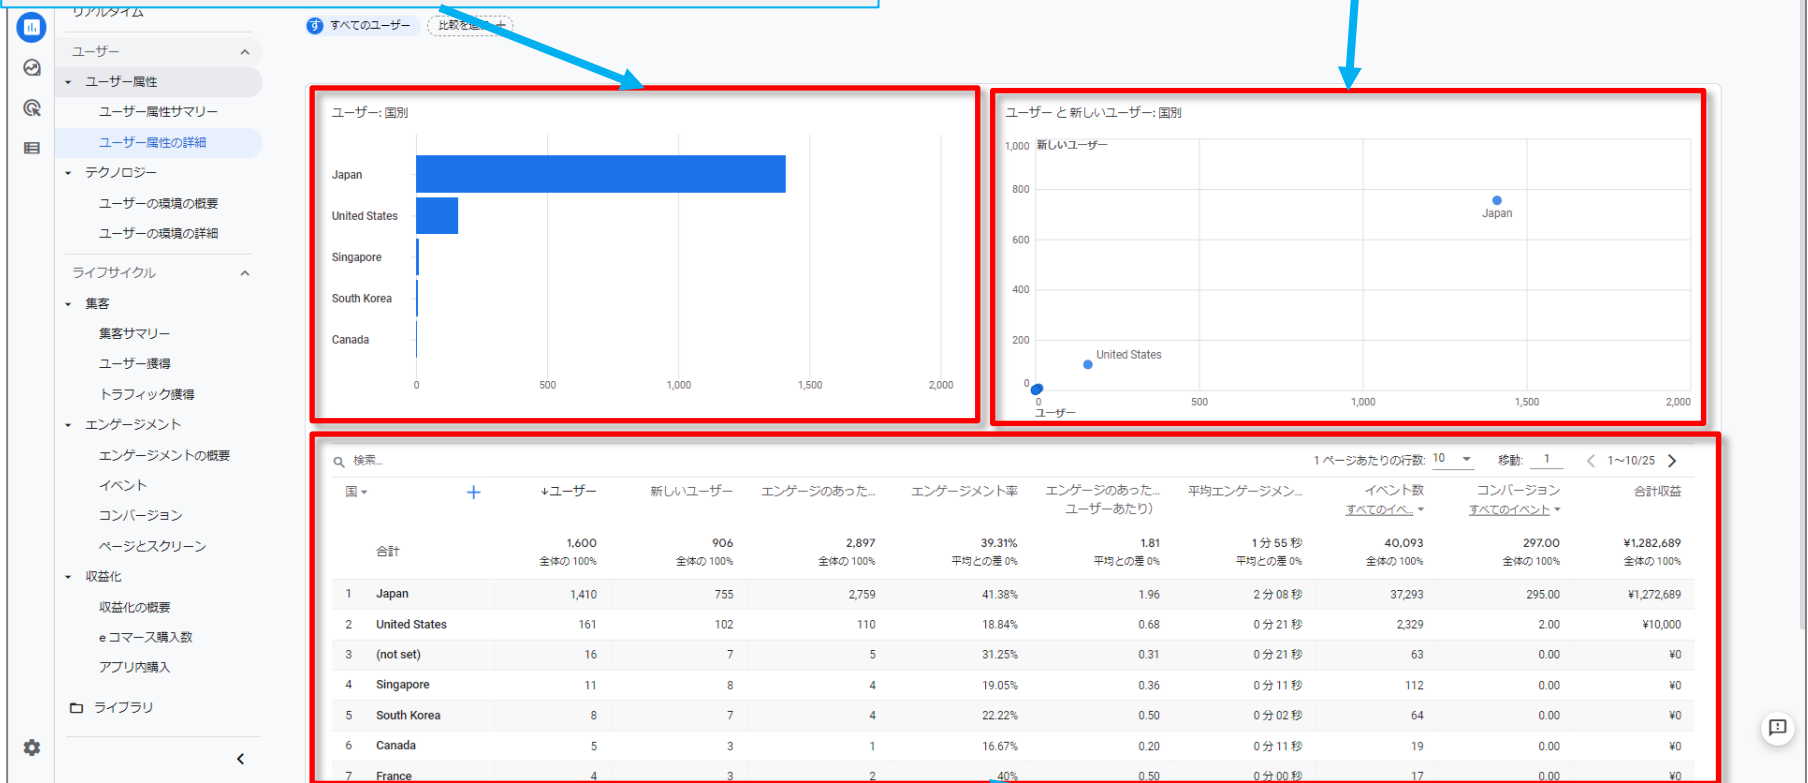 リアルタイム
ユーザー
ユーザー属性
ユーザー属性サマリー
ユーザー属性の詳細
テクノロジー
ユーザーの環境の概要
ユーザーの環境の詳細
ライフサイクル
集客
集客サマリー
ユーザー獲得
トラフィック獲得
エンゲージメント
エンゲージメントの概要
イベント
コンバージョン
ページとスクリーン
収益化
収益化の概要
e コマース購入数
アプリ内購入
ライブラリ
す すべてのユーザー 比較を追 +
ユーザー: 国別
Japan
United States
Singapore
South Korea
Canada
0 500 1,000 1,500 2,000
ユーザー と 新しいユーザー: 国別
1,000 新しいユーザー
800
Japan
600
400
200
United States
0
0 500 1,000 1,500 2,000
ユーザー
検索... 1 ページあたりの行数: 10 移動: 1 1～10/25
国 + ↓ユーザー 新しいユーザー エンゲージのあった... エンゲージメント率 エンゲージのあった... 平均エンゲージメン... イベント数 コンバージョン 合計収益
ユーザーあたり） すべてのイベ... すべてのイベント
合計 1,600 906 2,897 39.31% 1.81 1 分 55 秒 40,093 297.00 ¥1,282,689
全体の 100% 全体の 100% 全体の 100% 平均との差 0% 平均との差 0% 平均との差 0% 全体の 100% 全体の 100% 全体の 100%
1 Japan 1,410 755 2,759 41.38% 1.96 2 分 08 秒 37,293 295.00 ¥1,272,689
2 United States 161 102 110 18.84% 0.68 0 分 21 秒 2,329 2.00 ¥10,000
3 (not set) 16 7 5 31.25% 0.31 0 分 21 秒 63 0.00 ¥0
4 Singapore 11 8 4 19.05% 0.36 0 分 11 秒 112 0.00 ¥0
5 South Korea 8 7 4 22.22% 0.50 0 分 02 秒 64 0.00 ¥0
6 Canada 5 3 1 16.67% 0.20 0 分 11 秒 19 0.00 ¥0
7 France 4 3 2 40% 0.50 0 分 00 秒 17 0.00 ¥0